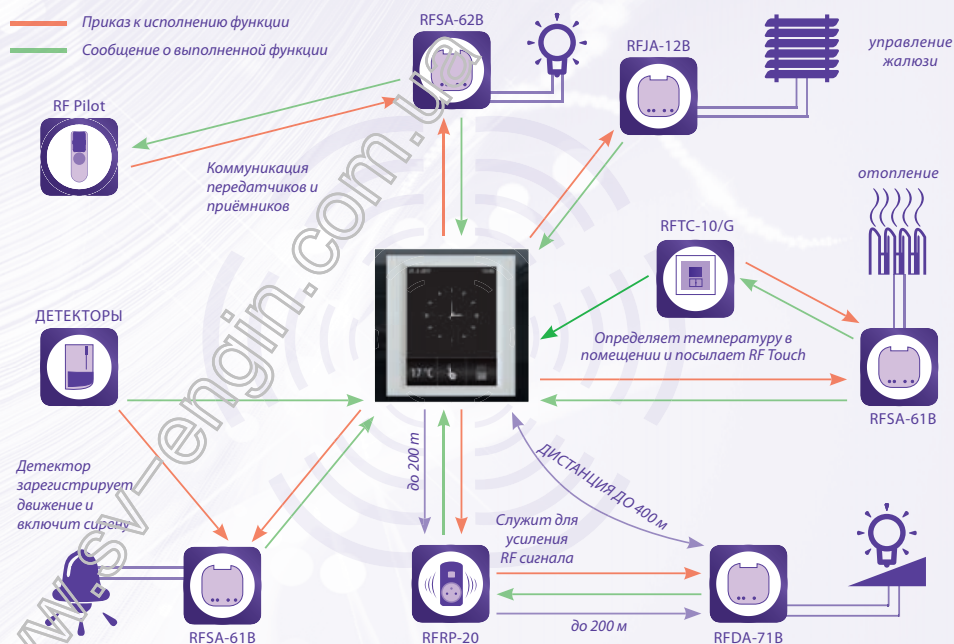 Приказ к исполнению функции
Сообщение о выполненной функции
RFSA-62B
RFJA-12B
управление
жалюзи
RF Pilot
Коммуникация
передатчиков и
приёмников
отопление
RFTC-10/G
ДЕТЕКТОРЫ
17°C
Определяет температуру в
помещении и посылает RF Touch
RFSA-61B
Детектор
зарегистрирует
движение и
включит сирену
до 200 m
ДИСТАНЦИЯ ДО 400 м
Служит для
усиления
RF сигнала
до 200 м
RFSA-61B
RFRP-20
RFDA-71B
www.sv-engin.com.ua